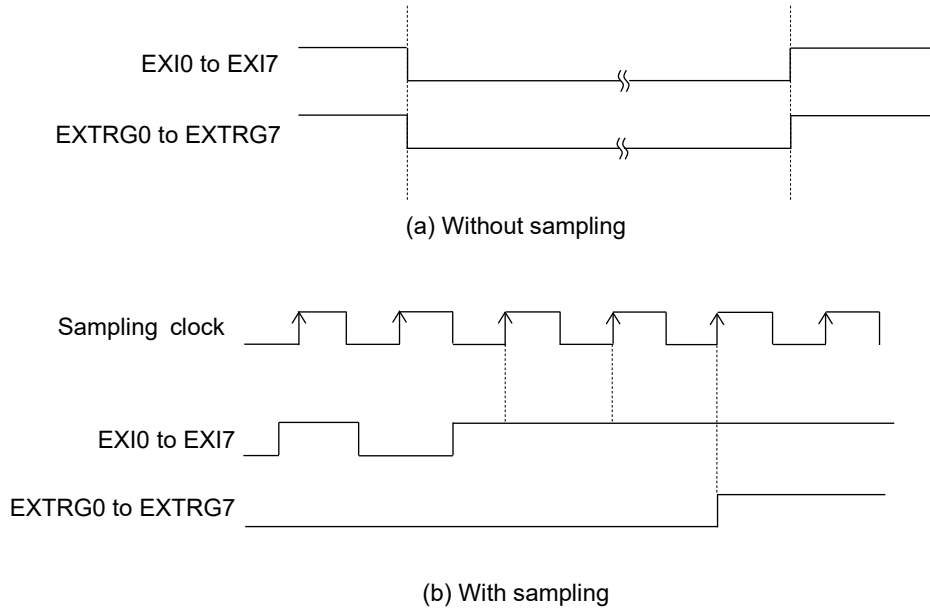 EXI0 to EXI7
EXTRG0 to EXTRG7
(a) Without sampling
Sampling clock
EXI0 to EXI7
EXTRG0 to EXTRG7
(b) With sampling